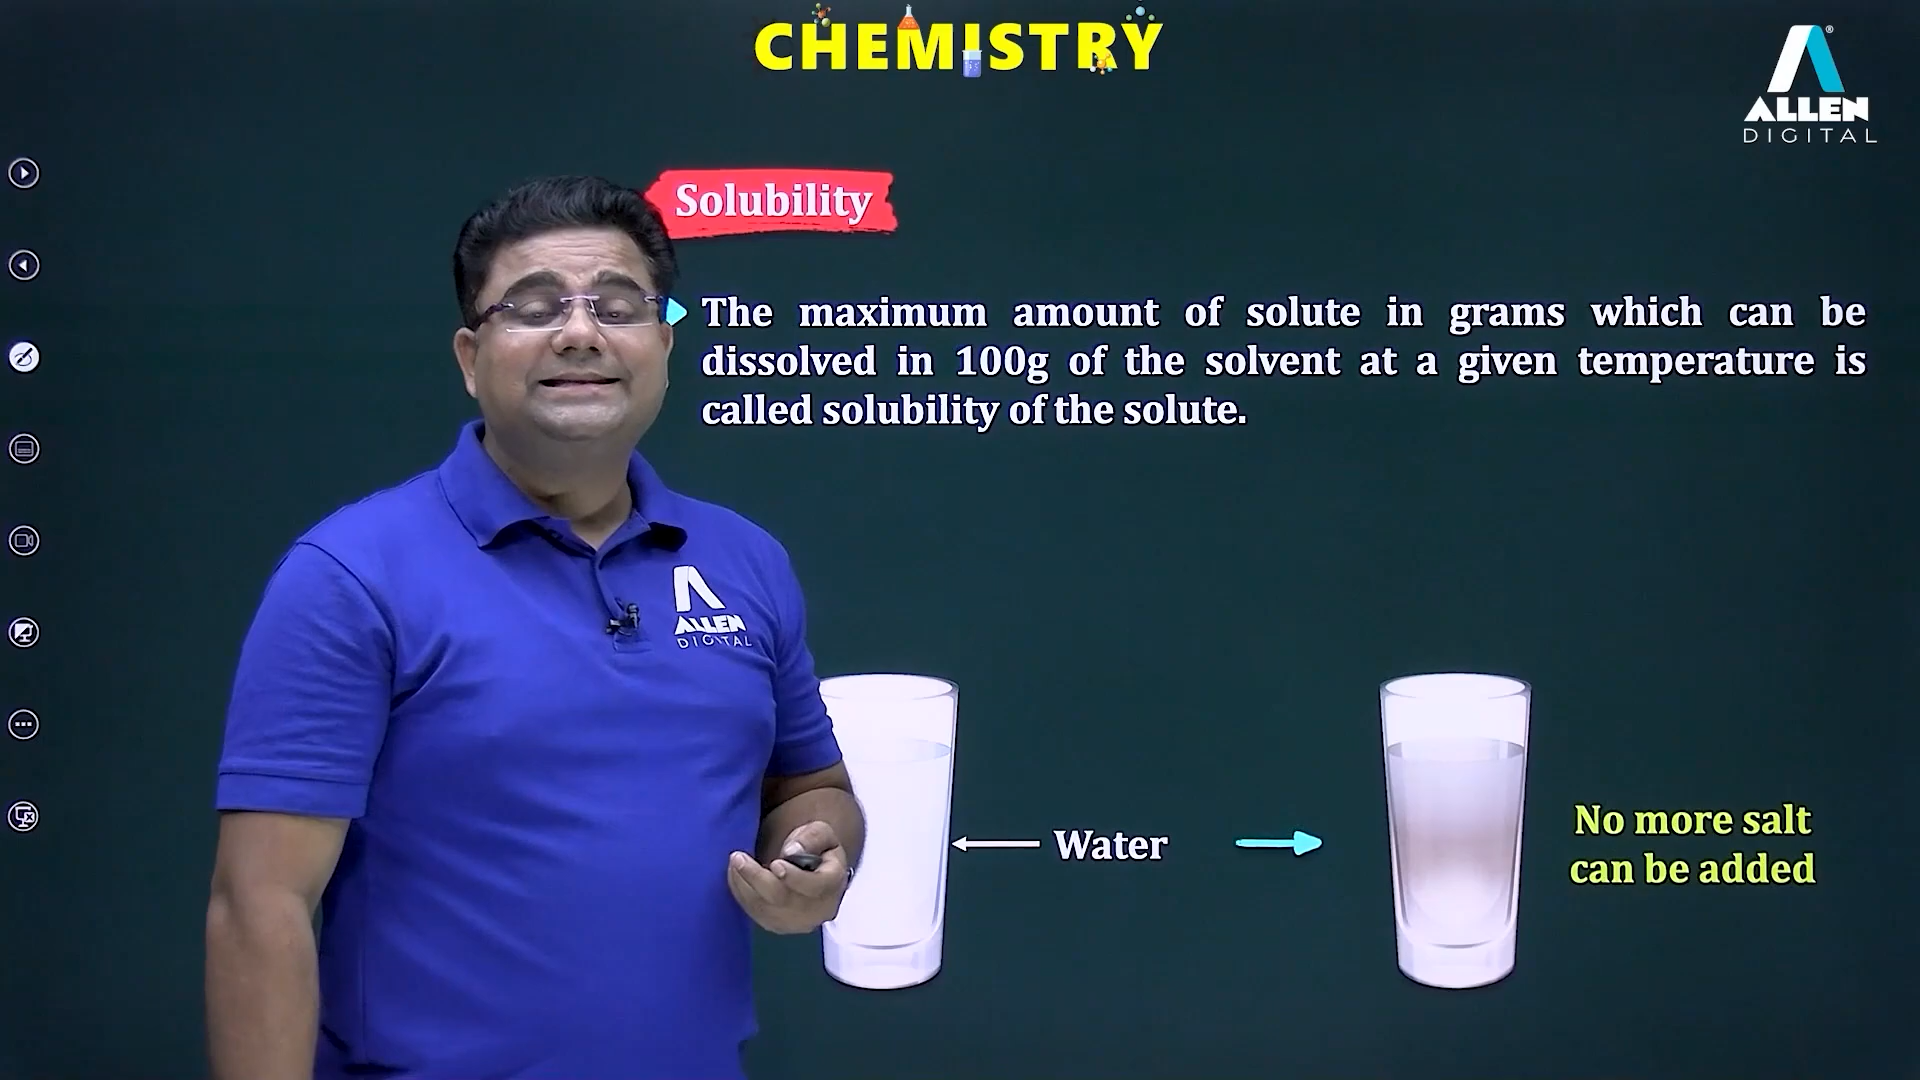 CHEMISTRY
ALLEN
DIGITAL
Solubility
The maximum amount of solute in grams which can be
dissolved in 100g of the solvent at a given temperature is
called solubility of the solute.
ALLEN
DIGITAL
Water
No more salt
can be added